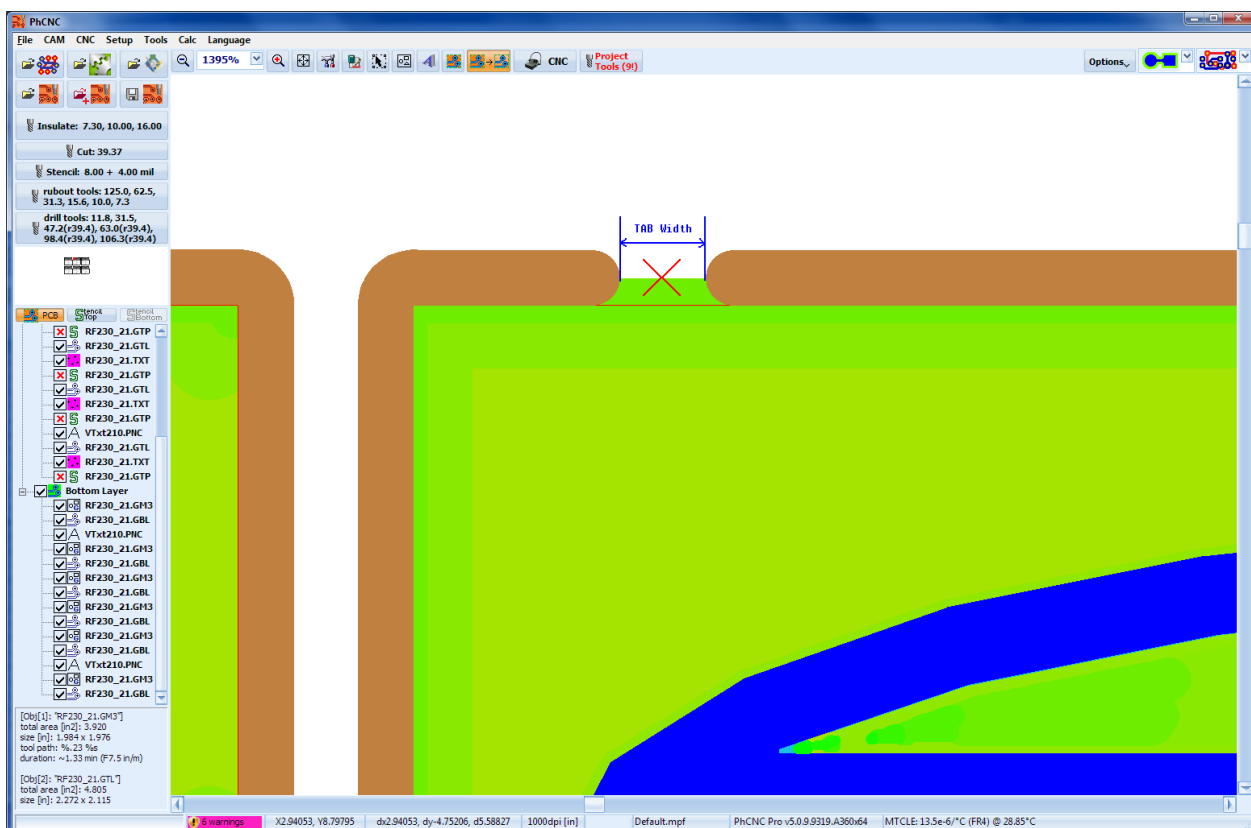 PhCNC
File CAM CNC Setup Tools Calc Language
1395%
CNC
Project
Tools (9!)
Options
Insulate: 7.30, 10.00, 16.00
Cut: 39.37
Stencil: 8.00 + 4.00 mil
rubout tools: 125.0, 62.5,
31.3, 15.6, 10.0, 7.3
drill tools: 11.8, 31.5,
47.2(r39.4), 63.0(r39.4),
98.4(r39.4), 106.3(r39.4)
TAB Width
PCB
Stencil
Top
Stencil
Bottom
RF230_21.GTP
RF230_21.GTL
RF230_21.TXT
RF230_21.GTP
RF230_21.GTL
RF230_21.TXT
RF230_21.GTP
VTxt210.PNC
RF230_21.GTL
RF230_21.TXT
RF230_21.GTP
Bottom Layer
RF230_21.GM3
RF230_21.GBL
VTxt210.PNC
RF230_21.GM3
RF230_21.GBL
RF230_21.GM3
RF230_21.GBL
RF230_21.GM3
RF230_21.GBL
RF230_21.GM3
RF230_21.GBL
VTxt210.PNC
RF230_21.GM3
RF230_21.GBL
[Obj[1]: "RF230_21.GM3"]
total area [in2]: 3.920
size [in]: 1.984 x 1.976
tool path: %.23 %s
duration: ~1.33 min (F7.5 in/m)
[Obj[2]: "RF230_21.GTL"]
total area [in2]: 4.805
size [in]: 2.272 x 2.115
6 warnings X2.94053, Y8.79795 dx2.94053, dy-4.75206, d5.58827 1000dpi [in] Default.mpf PhCNC Pro v5.0.9.9319.A360x64 MTCLE: 13.5e-6/°C (FR4) @ 28.85°C